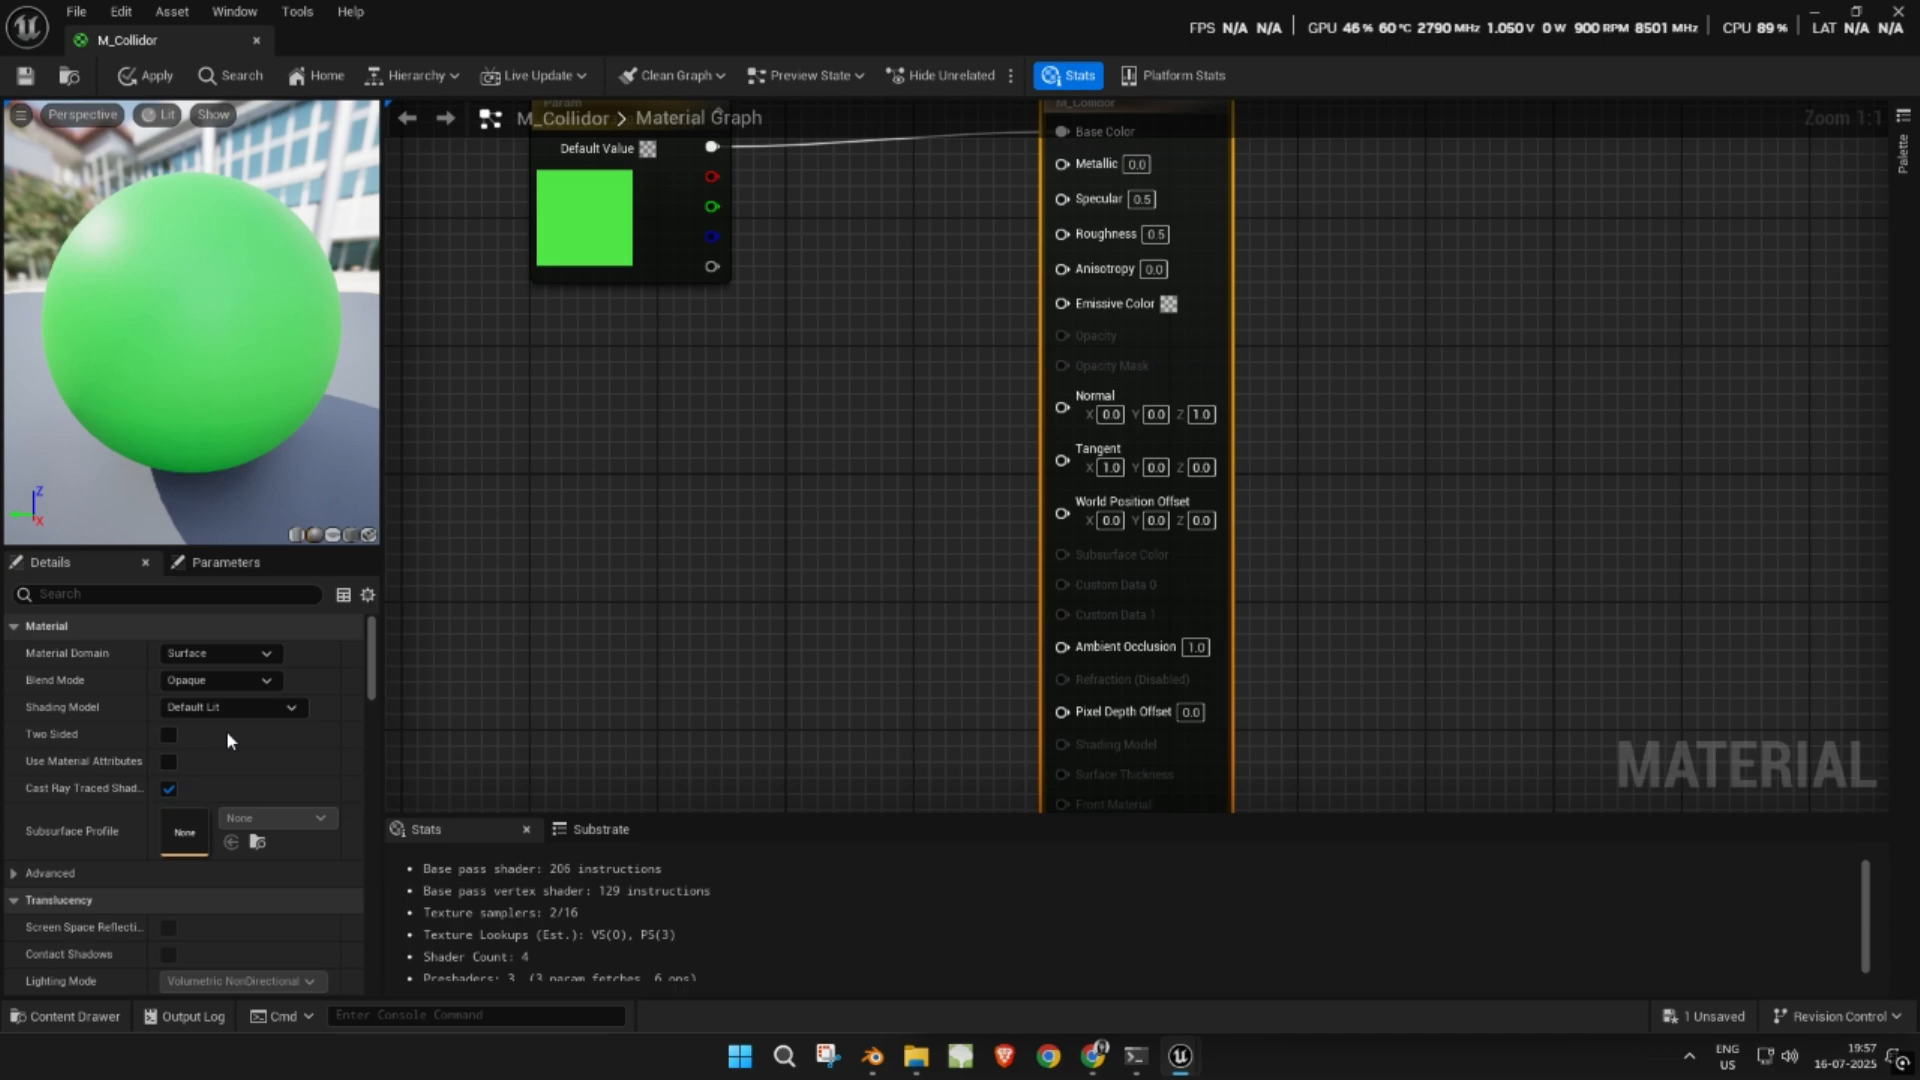 File Edit Asset Window Tools Help
FPS N/A N/A GPU 46 % 60 °C 2790 MHz 1.050 V 0 W 900 RPM 8501 MHz CPU 89 % LAT N/A N/A
M_Collidor
Apply Search Home Hierarchy Live Update Clean Graph Preview State Hide Unrelated Stats Platform Stats
Perspective Lit Show
Param
M_Collidor > Material Graph
M_Collidor
Zoom 1:1
Palette
Default Value
Base Color
Metallic 0.0
Specular 0.5
Roughness 0.5
Anisotropy 0.0
Emissive Color
Opacity
Opacity Mask
Normal
X 0.0 Y 0.0 Z 1.0
Tangent
X 1.0 Y 0.0 Z 0.0
World Position Offset
X 0.0 Y 0.0 Z 0.0
Subsurface Color
Custom Data 0
Custom Data 1
Ambient Occlusion 1.0
Refraction (Disabled)
Pixel Depth Offset 0.0
Shading Model
Surface Thickness
Front Material
MATERIAL
Z
X
Details Parameters
Search
Material
Material Domain Surface
Blend Mode Opaque
Shading Model Default Lit
Two Sided
Use Material Attributes
Cast Ray Traced Shad...
Subsurface Profile None None
Advanced
Translucency
Screen Space Reflecti...
Contact Shadows
Lighting Mode Volumetric NonDirectional
Stats Substrate
• Base pass shader: 206 instructions
• Base pass vertex shader: 129 instructions
• Texture samplers: 2/16
• Texture Lookups (Est.): VS(0), PS(3)
• Shader Count: 4
• Preshaders: 3 (3 param fetches, 6 ops)
Content Drawer Output Log Cmd Enter Console Command 1 Unsaved Revision Control
ENG
US
19:57
16-07-2025